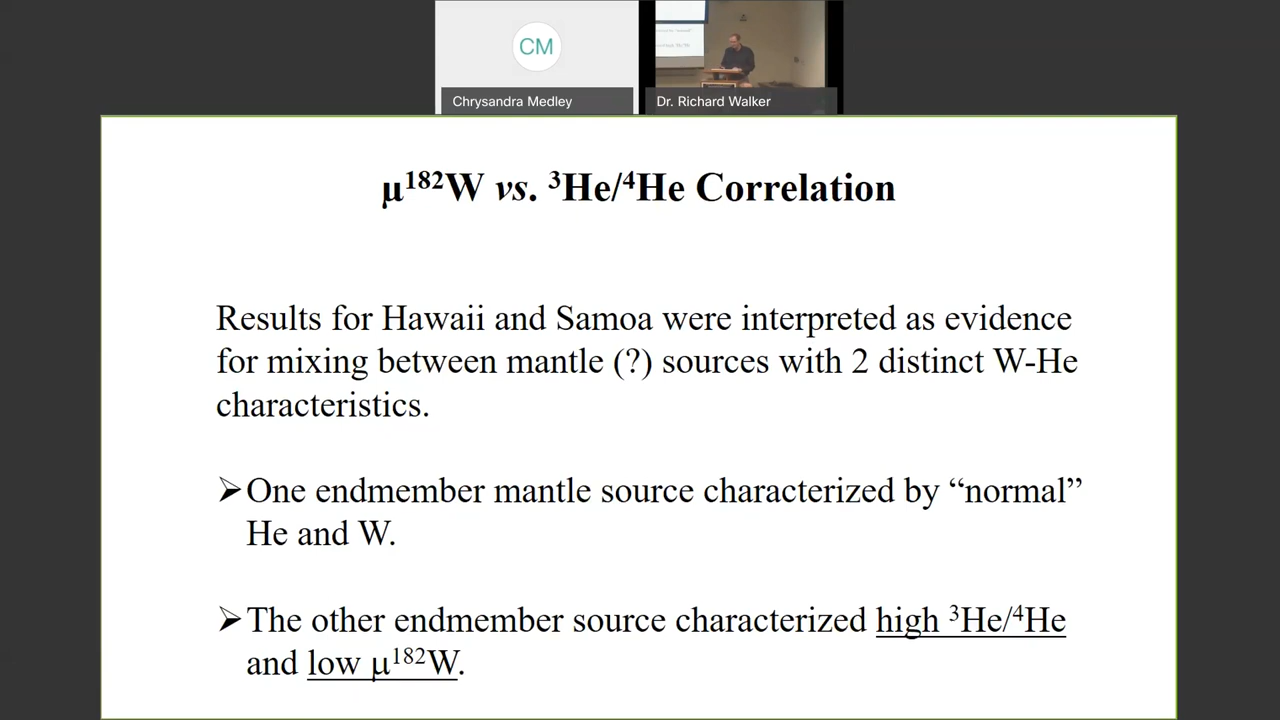 CM
Chrysandra Medley
Dr. Richard Walker
μ¹⁸²W vs. ³He/⁴He Correlation
Results for Hawaii and Samoa were interpreted as evidence
for mixing between mantle (?) sources with 2 distinct W-He
characteristics.
➢One endmember mantle source characterized by “normal”
He and W.
➢The other endmember source characterized high ³He/⁴He
and low μ¹⁸²W.